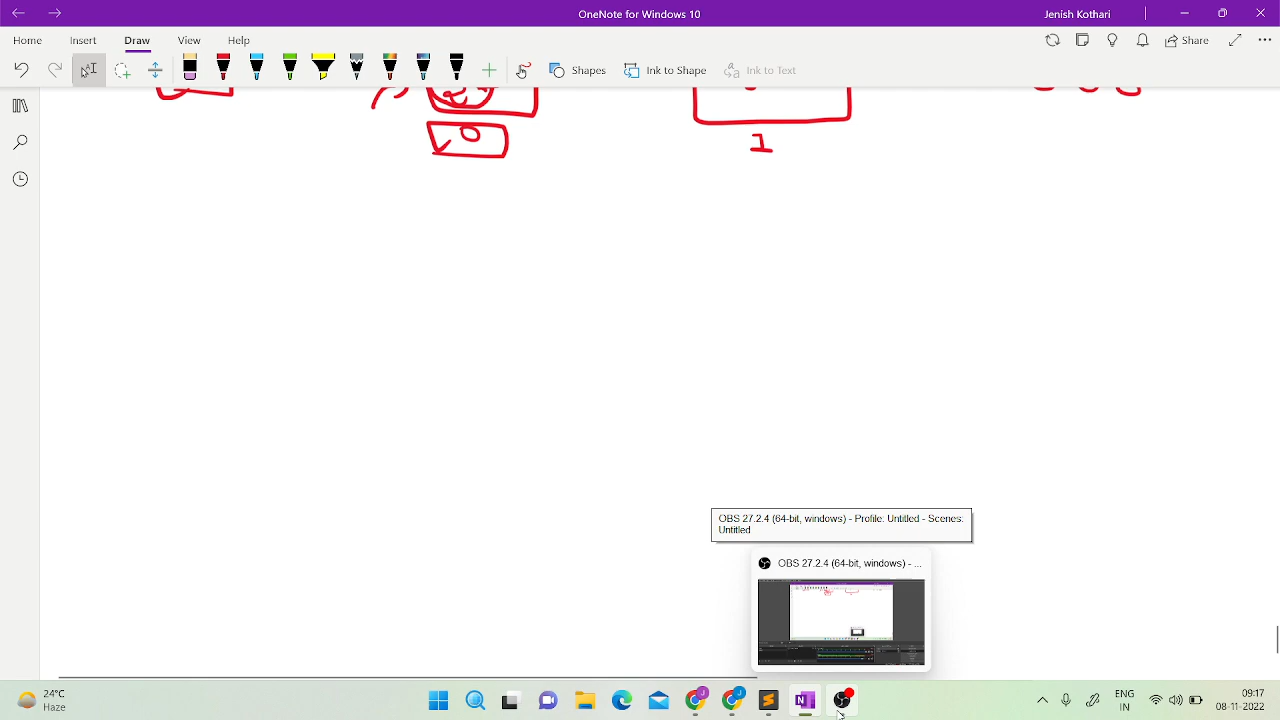 OneNote for Windows 10
Jenish Kothari
Home Insert Draw View Help
Share
Shapes
Ink to Shape
Ink to Text
0
1
OBS 27.2.4 (64-bit, windows) - Profile: Untitled - Scenes:
Untitled
OBS 27.2.4 (64-bit, windows) - ...
24°C
Haze
ENG
IN
09:17
08-11-2022